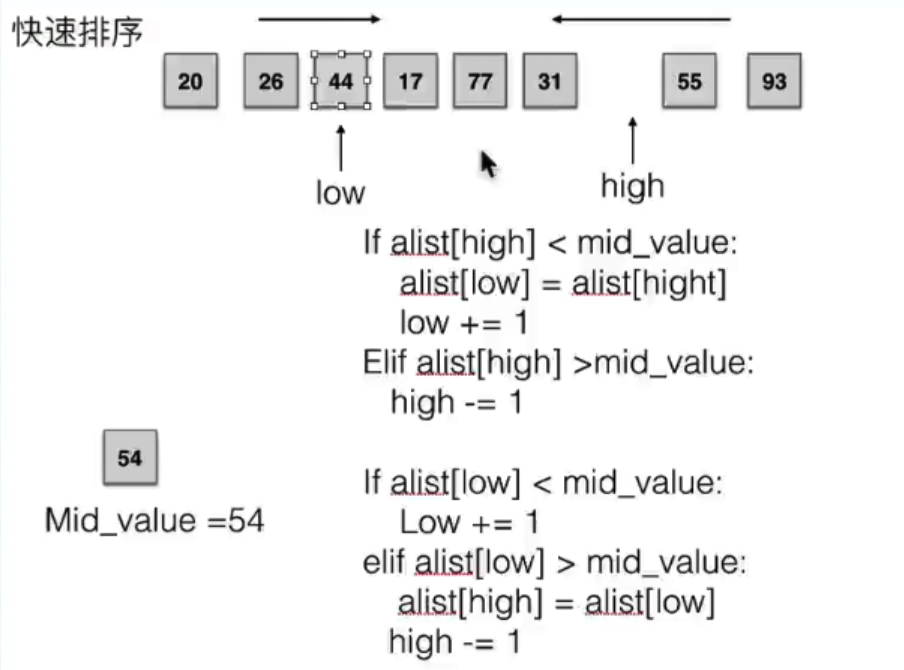 快速排序
20 26 44 17 77 31 55 93
low high
If alist[high] < mid_value:
alist[low] = alist[hight]
low += 1
Elif alist[high] >mid_value:
high -= 1
54
Mid_value =54
If alist[low] < mid_value:
Low += 1
elif alist[low] > mid_value:
alist[high] = alist[low]
high -= 1